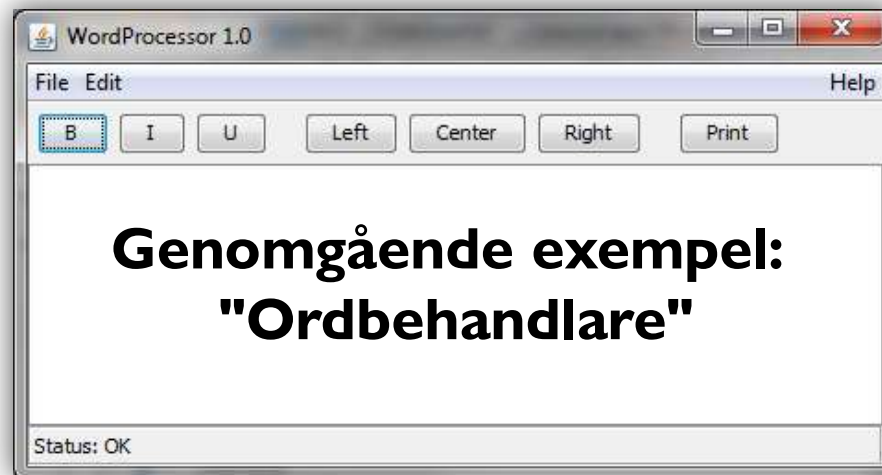 WordProcessor 1.0
File Edit Help
B I U Left Center Right Print
Genomgående exempel:
"Ordbehandlare"
Status: OK